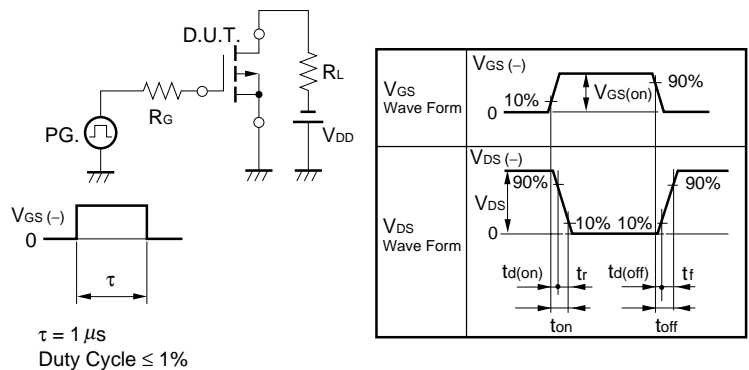 D.U.T.
RL
RG
PG.
VDD
VGS (−)
0
τ
τ = 1 μs
Duty Cycle ≤ 1%
VGS
Wave Form
VGS (−)
10%
0
VGS(on)
90%
VDS
Wave Form
VDS (−)
90%
90%
VDS
10% 10%
0
td(on) tr td(off) tf
ton toff